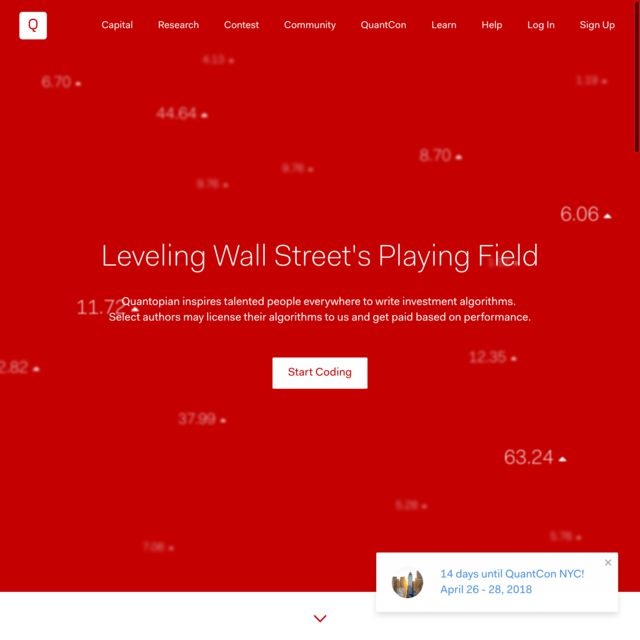 Q
Capital Research Contest Community QuantCon Learn Help Log In Sign Up
4.13
6.70
1.19
44.64
8.70
9.76
9.76
6.06
Leveling Wall Street's Playing Field
Quantopian inspires talented people everywhere to write investment algorithms.
11.72
Select authors may license their algorithms to us and get paid based on performance.
12.35
2.82
Start Coding
37.99
63.24
5.28
5.76
7.06
14 days until QuantCon NYC!
April 26 - 28, 2018